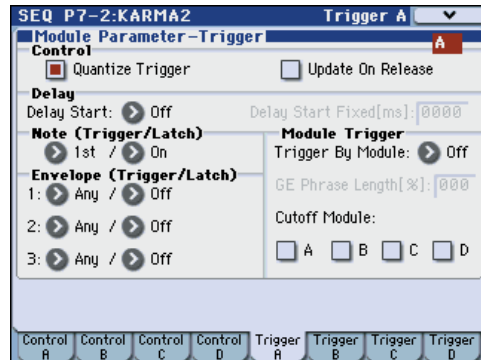 SEQ P7-2:KARMA2 Trigger A
Module Parameter-Trigger A
Control
Quantize Trigger Update On Release
Delay
Delay Start: Off Delay Start Fixed[ms]: 0000
Note (Trigger/Latch) Module Trigger
1st / On Trigger By Module: Off
Envelope (Trigger/Latch)
1: Any / Off GE Phrase Length[%]: 000
2: Any / Off Cutoff Module:
3: Any / Off A B C D
Control A Control B Control C Control D Trigger A Trigger B Trigger C Trigger D